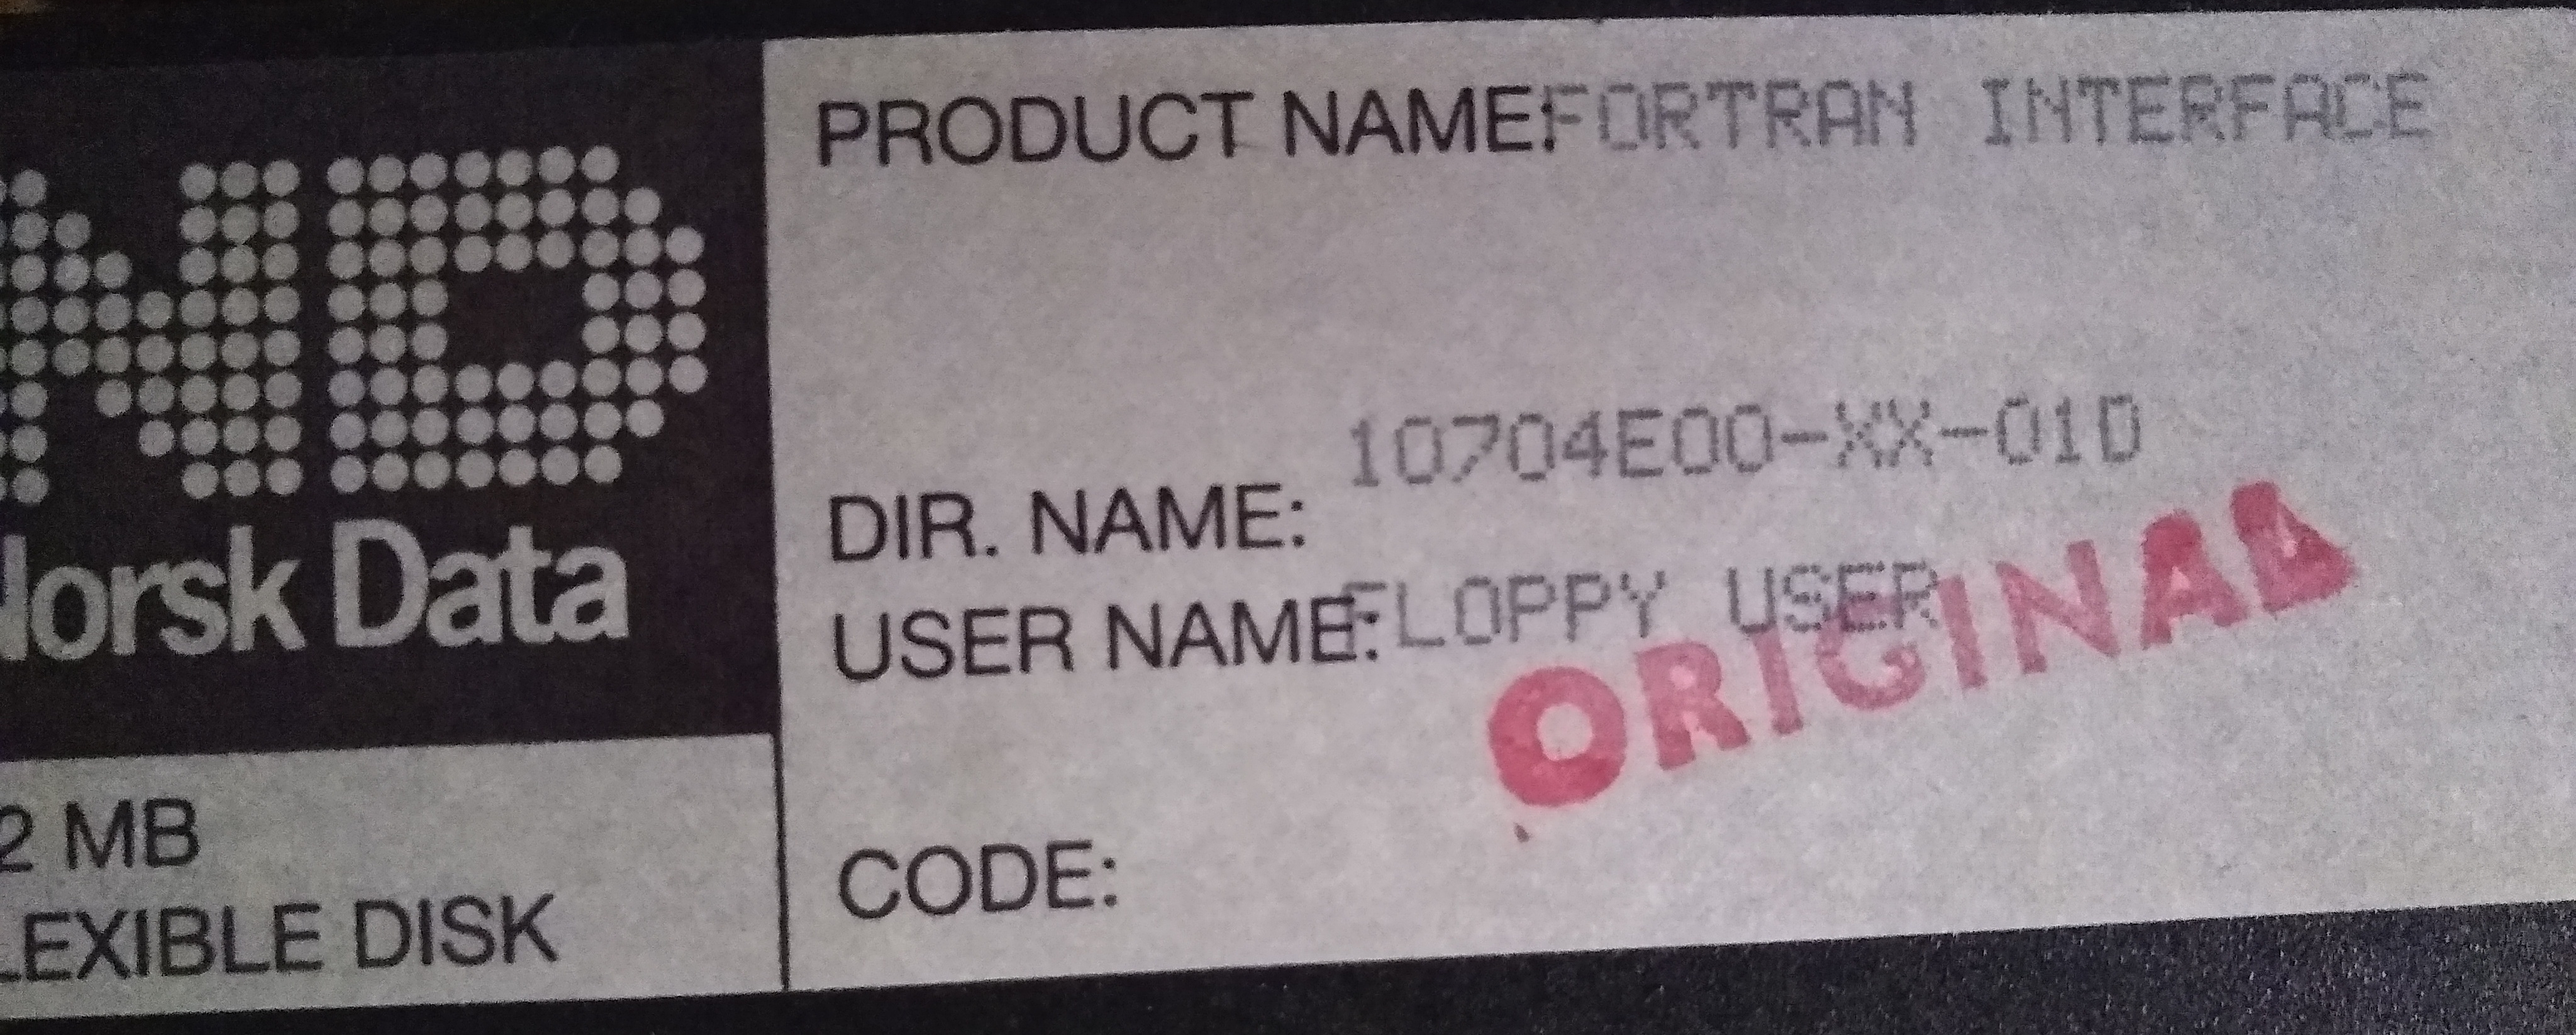 ND
Norsk Data
2 MB
LEXIBLE DISK
PRODUCT NAME:FORTRAN INTERFACE
10704E00-XX-01D
DIR. NAME:
USER NAME:FLOPPY USER
ORIGINAL
CODE: